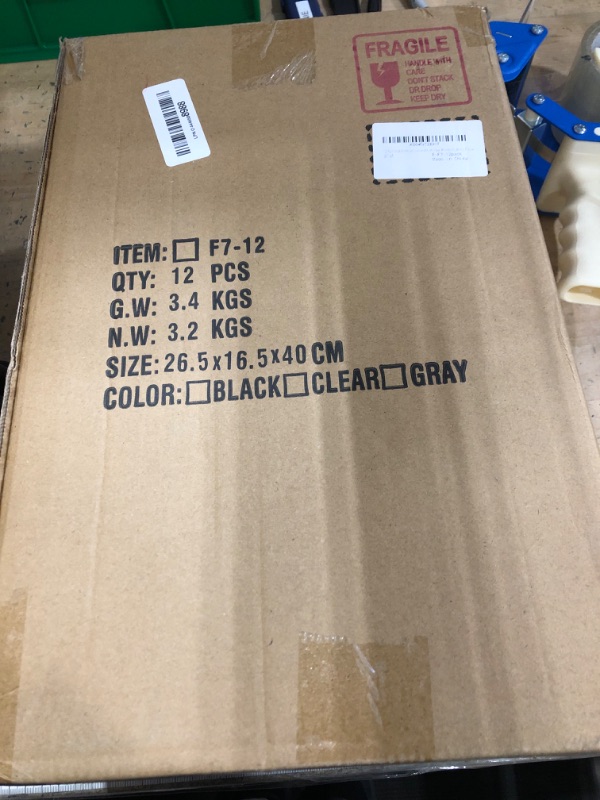 FRAGILE
HANDLE WITH
CARE
DON'T STACK
OR DROP
KEEP DRY
ITEM: □ F7-12
QTY: 12 PCS
G.W: 3.4 KGS
N.W: 3.2 KGS
SIZE: 26.5x16.5x40 CM
COLOR: □BLACK□CLEAR□GRAY